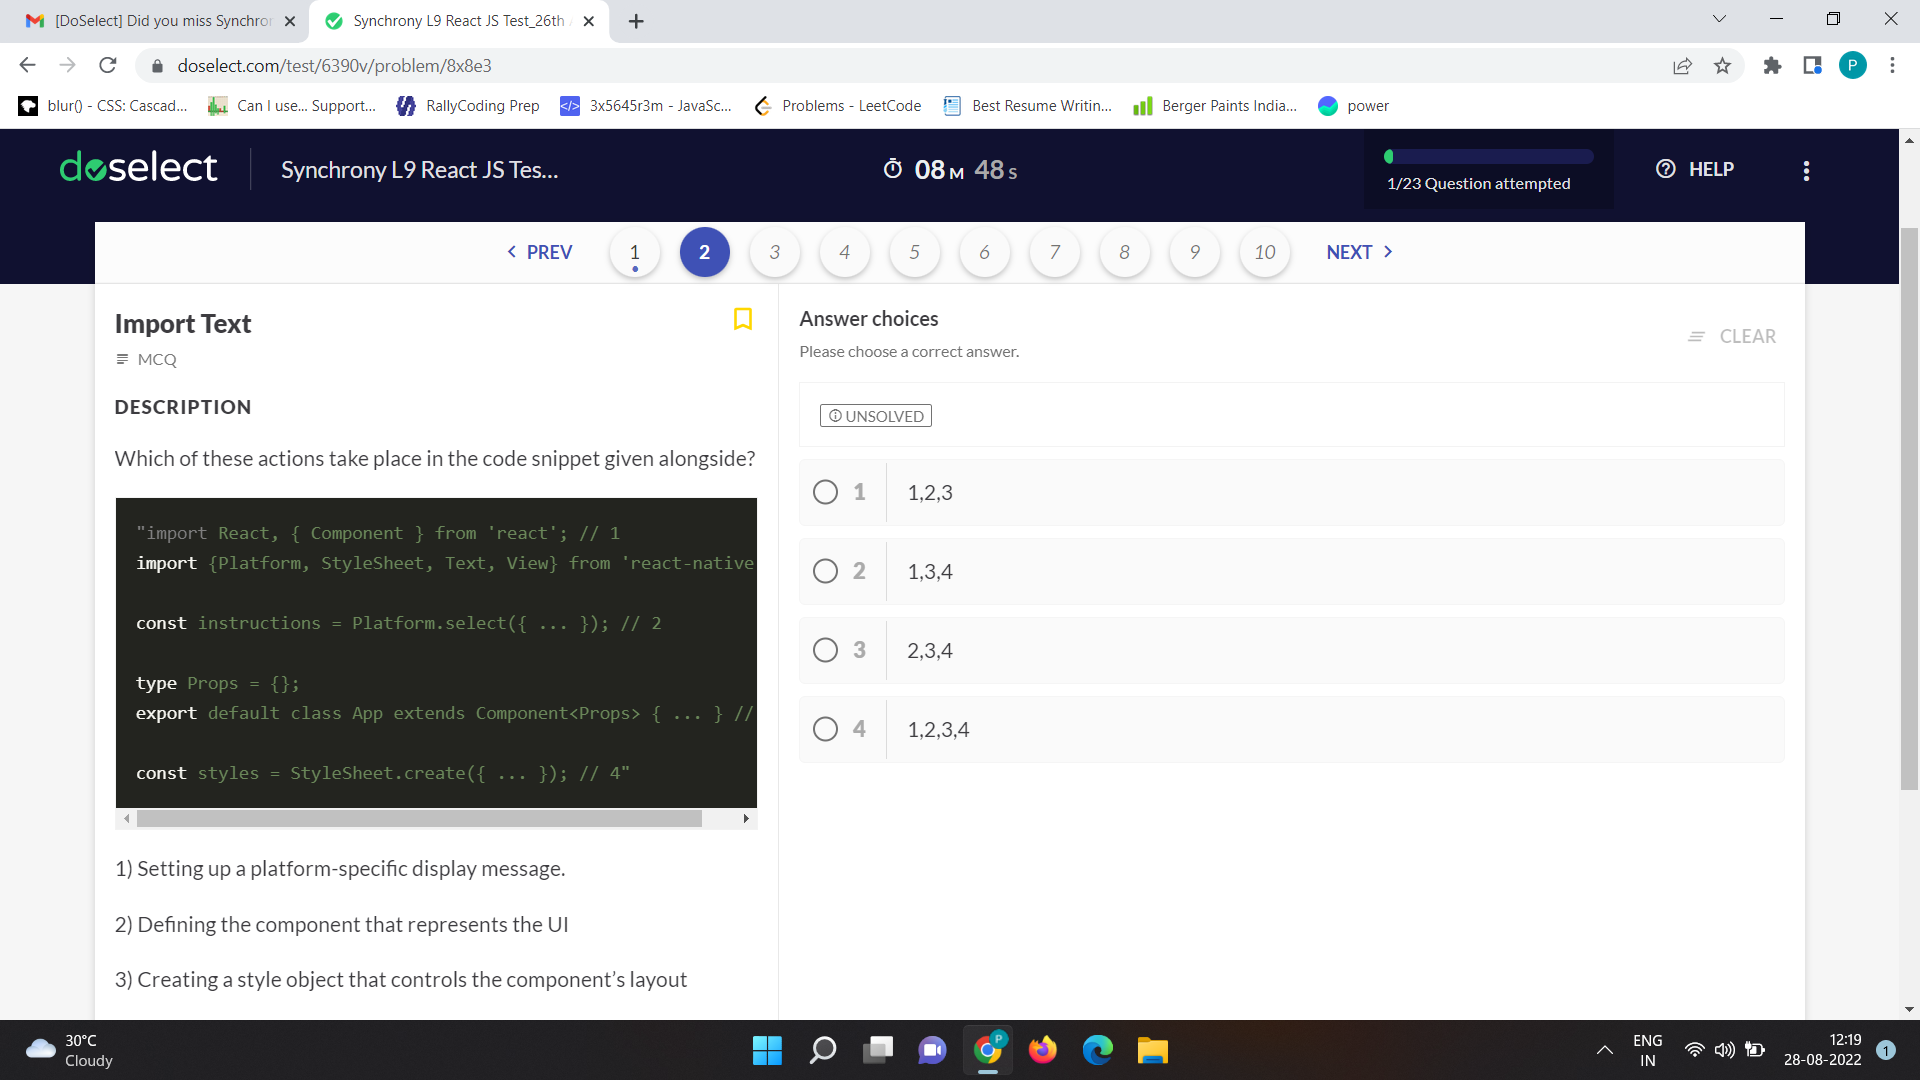 [DoSelect] Did you miss Synchron
Synchrony L9 React JS Test_26th
doselect.com/test/6390v/problem/8x8e3
P
blur() - CSS: Cascad...
Can I use... Support...
RallyCoding Prep
3x5645r3m - JavaSc...
Problems - LeetCode
Best Resume Writin...
Berger Paints India...
power
doselect
Synchrony L9 React JS Tes...
08 M 48 S
1/23 Question attempted
HELP
PREV
1
2
3
4
5
6
7
8
9
10
NEXT
Import Text
MCQ
DESCRIPTION
Which of these actions take place in the code snippet given alongside?
"import React, { Component } from 'react'; // 1
import {Platform, StyleSheet, Text, View} from 'react-native
const instructions = Platform.select({ ... }); // 2
type Props = {};
export default class App extends Component<Props> { ... } //
const styles = StyleSheet.create({ ... }); // 4"
1) Setting up a platform-specific display message.
2) Defining the component that represents the UI
3) Creating a style object that controls the component’s layout
Answer choices
Please choose a correct answer.
CLEAR
UNSOLVED
1 1,2,3
2 1,3,4
3 2,3,4
4 1,2,3,4
30°C
Cloudy
P
ENG
IN
12:19
28-08-2022
1